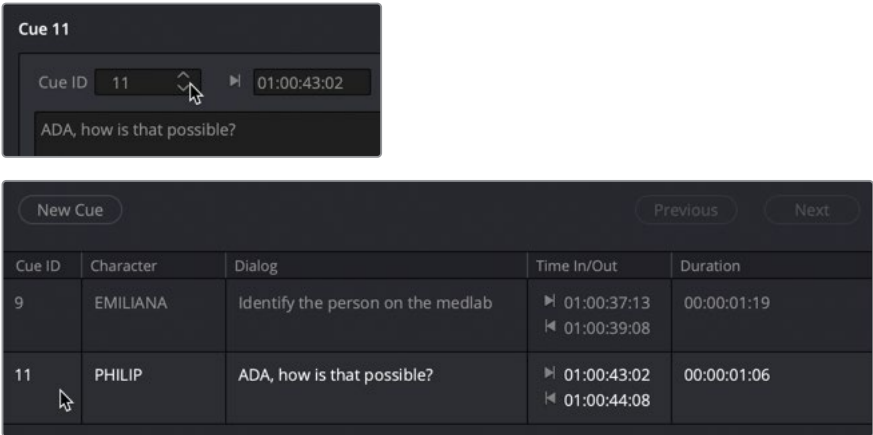 Cue 11
Cue ID 11 01:00:43:02
ADA, how is that possible?
New Cue Previous Next
Cue ID Character Dialog Time In/Out Duration
9 EMILIANA Identify the person on the medlab 01:00:37:13 00:00:01:19
01:00:39:08
11 PHILIP ADA, how is that possible? 01:00:43:02 00:00:01:06
01:00:44:08